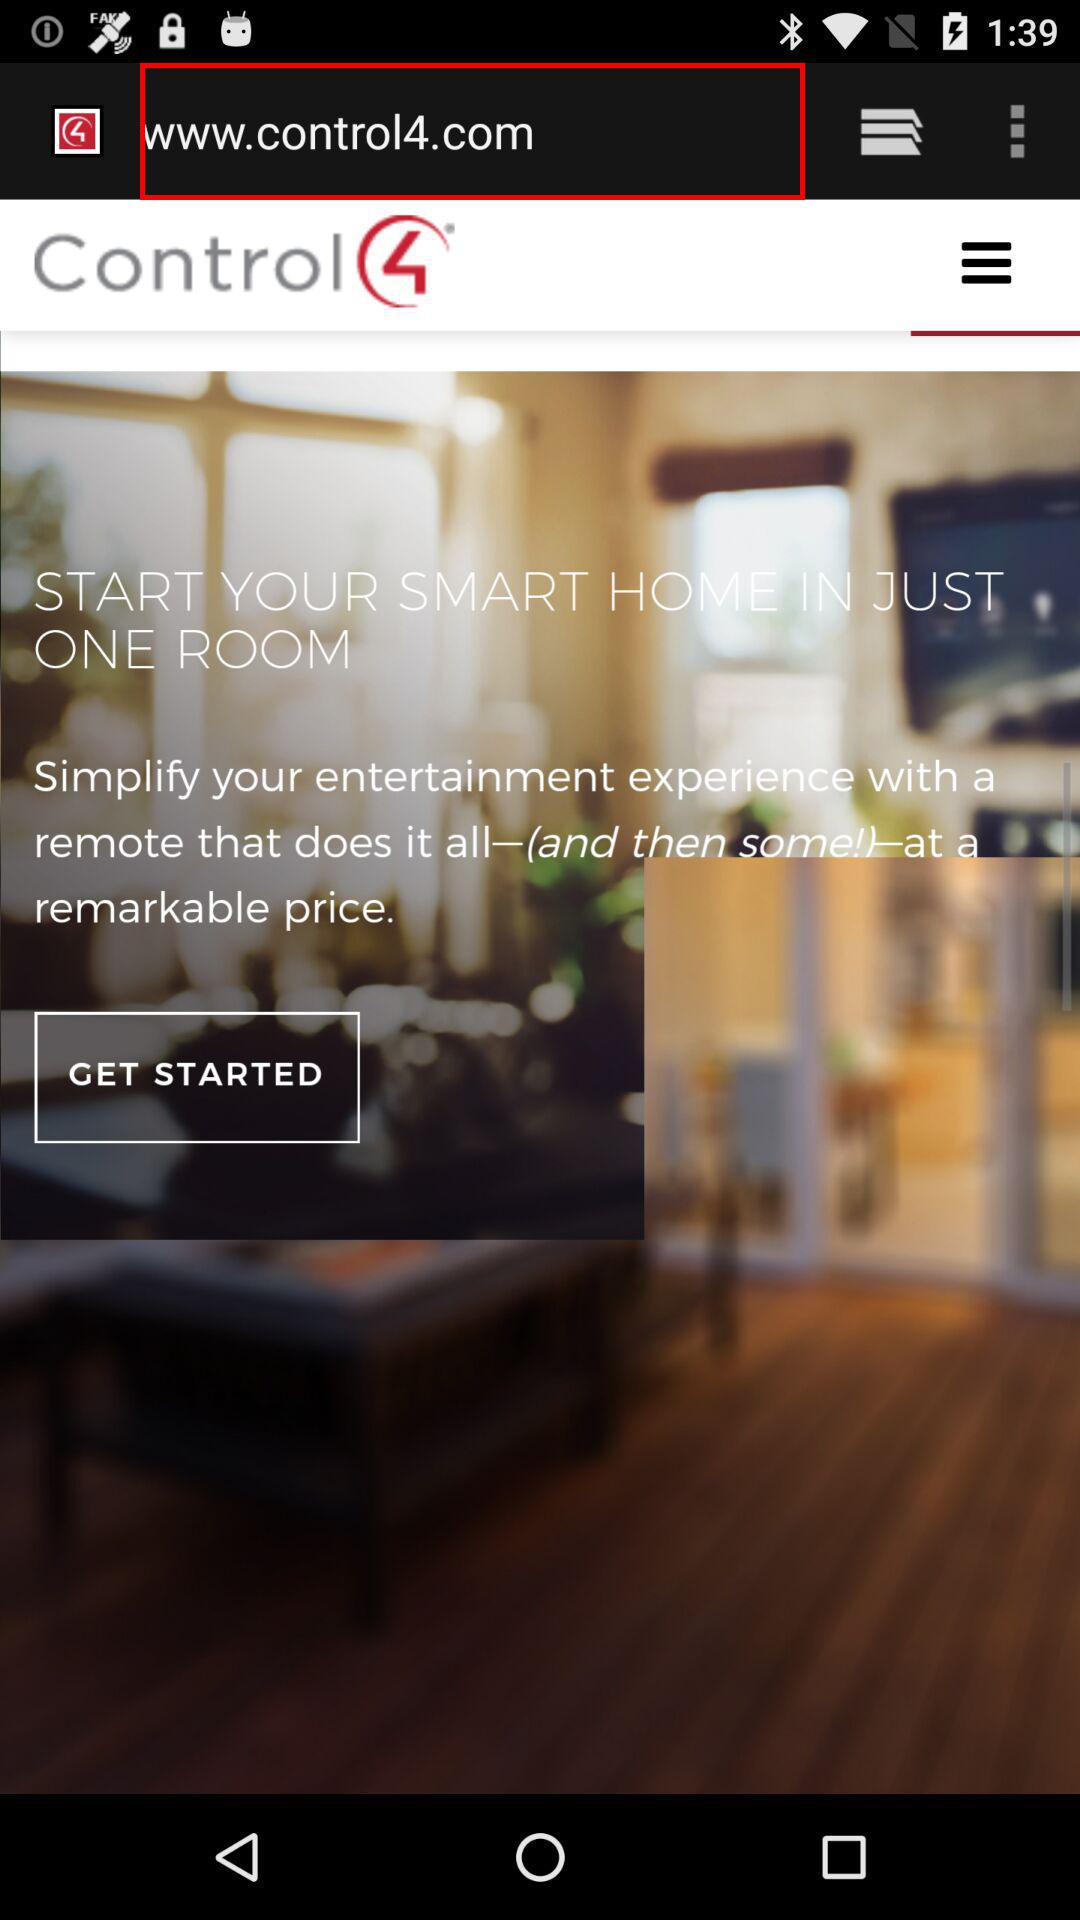 FAKE
1:39
www.control4.com
Control4
START YOUR SMART HOME IN JUST
ONE ROOM
Simplify your entertainment experience with a
remote that does it all—(and then some!)—at a
remarkable price.
GET STARTED